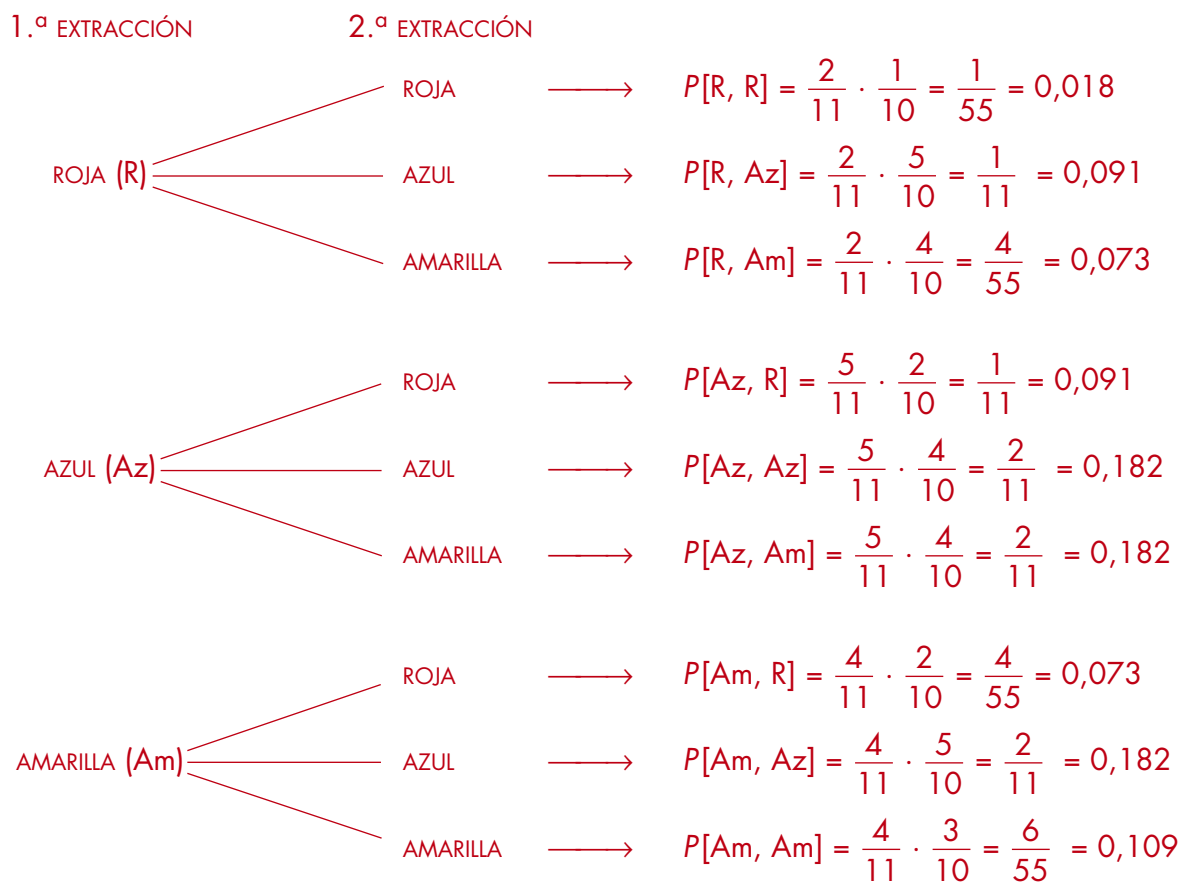 1.ª EXTRACCIÓN 2.ª EXTRACCIÓN
ROJA ⟶ P[R, R] = 2/11 · 1/10 = 1/55 = 0,018
ROJA (R) AZUL ⟶ P[R, Az] = 2/11 · 5/10 = 1/11 = 0,091
AMARILLA ⟶ P[R, Am] = 2/11 · 4/10 = 4/55 = 0,073
ROJA ⟶ P[Az, R] = 5/11 · 2/10 = 1/11 = 0,091
AZUL (Az) AZUL ⟶ P[Az, Az] = 5/11 · 4/10 = 2/11 = 0,182
AMARILLA ⟶ P[Az, Am] = 5/11 · 4/10 = 2/11 = 0,182
ROJA ⟶ P[Am, R] = 4/11 · 2/10 = 4/55 = 0,073
AMARILLA (Am) AZUL ⟶ P[Am, Az] = 4/11 · 5/10 = 2/11 = 0,182
AMARILLA ⟶ P[Am, Am] = 4/11 · 3/10 = 6/55 = 0,109